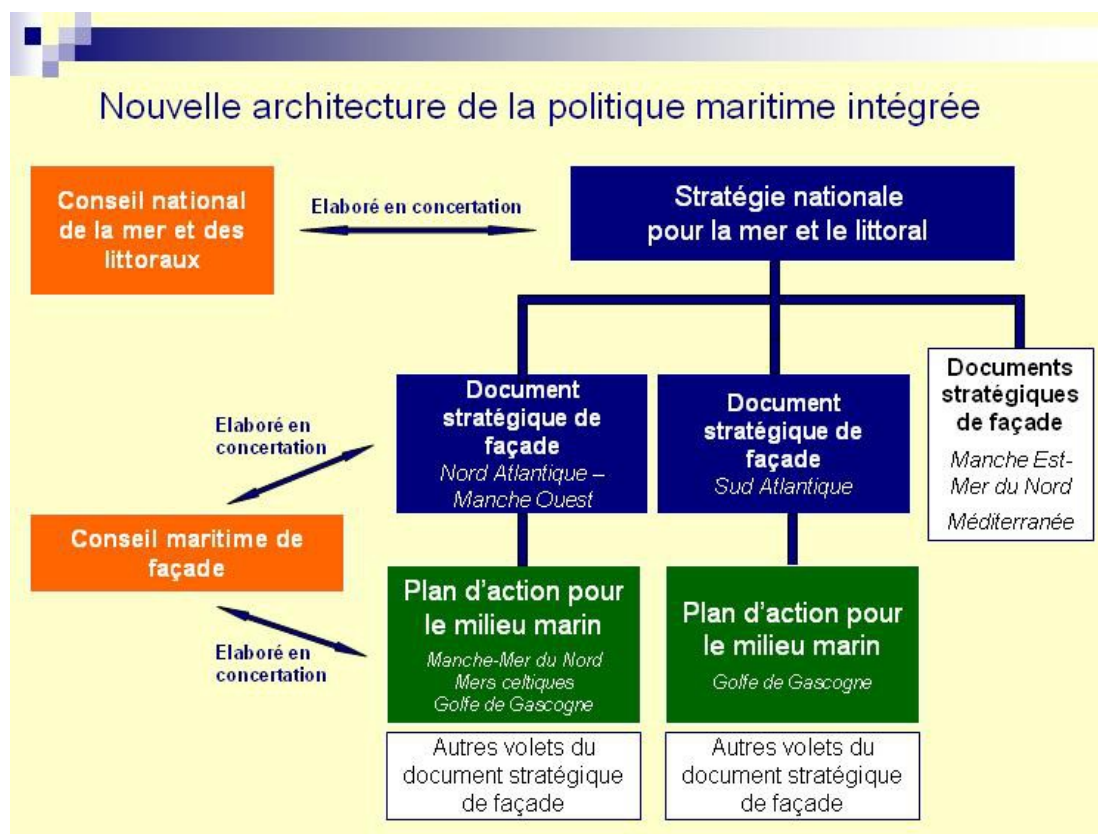 Nouvelle architecture de la politique maritime intégrée
Conseil national
de la mer et des
littoraux
Elaboré en concertation
Stratégie nationale
pour la mer et le littoral
Elaboré en
concertation
Document
stratégique de
façade
Nord Atlantique –
Manche Ouest
Document
stratégique de
façade
Sud Atlantique
Documents
stratégiques
de façade
Manche Est-
Mer du Nord
Méditerranée
Conseil maritime de
façade
Elaboré en
concertation
Plan d'action pour
le milieu marin
Manche-Mer du Nord
Mers celtiques
Golfe de Gascogne
Plan d'action pour
le milieu marin
Golfe de Gascogne
Autres volets du
document stratégique
de façade
Autres volets du
document stratégique
de façade